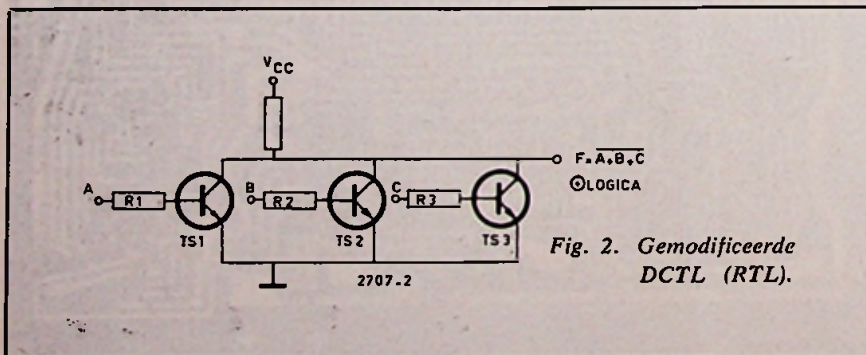 VCC
A
R1
TS1
B
R2
TS2
C
R3
TS3
F=A+B+C
⊙LOGICA
2707-2
Fig. 2. Gemodificeerde
DCTL (RTL).